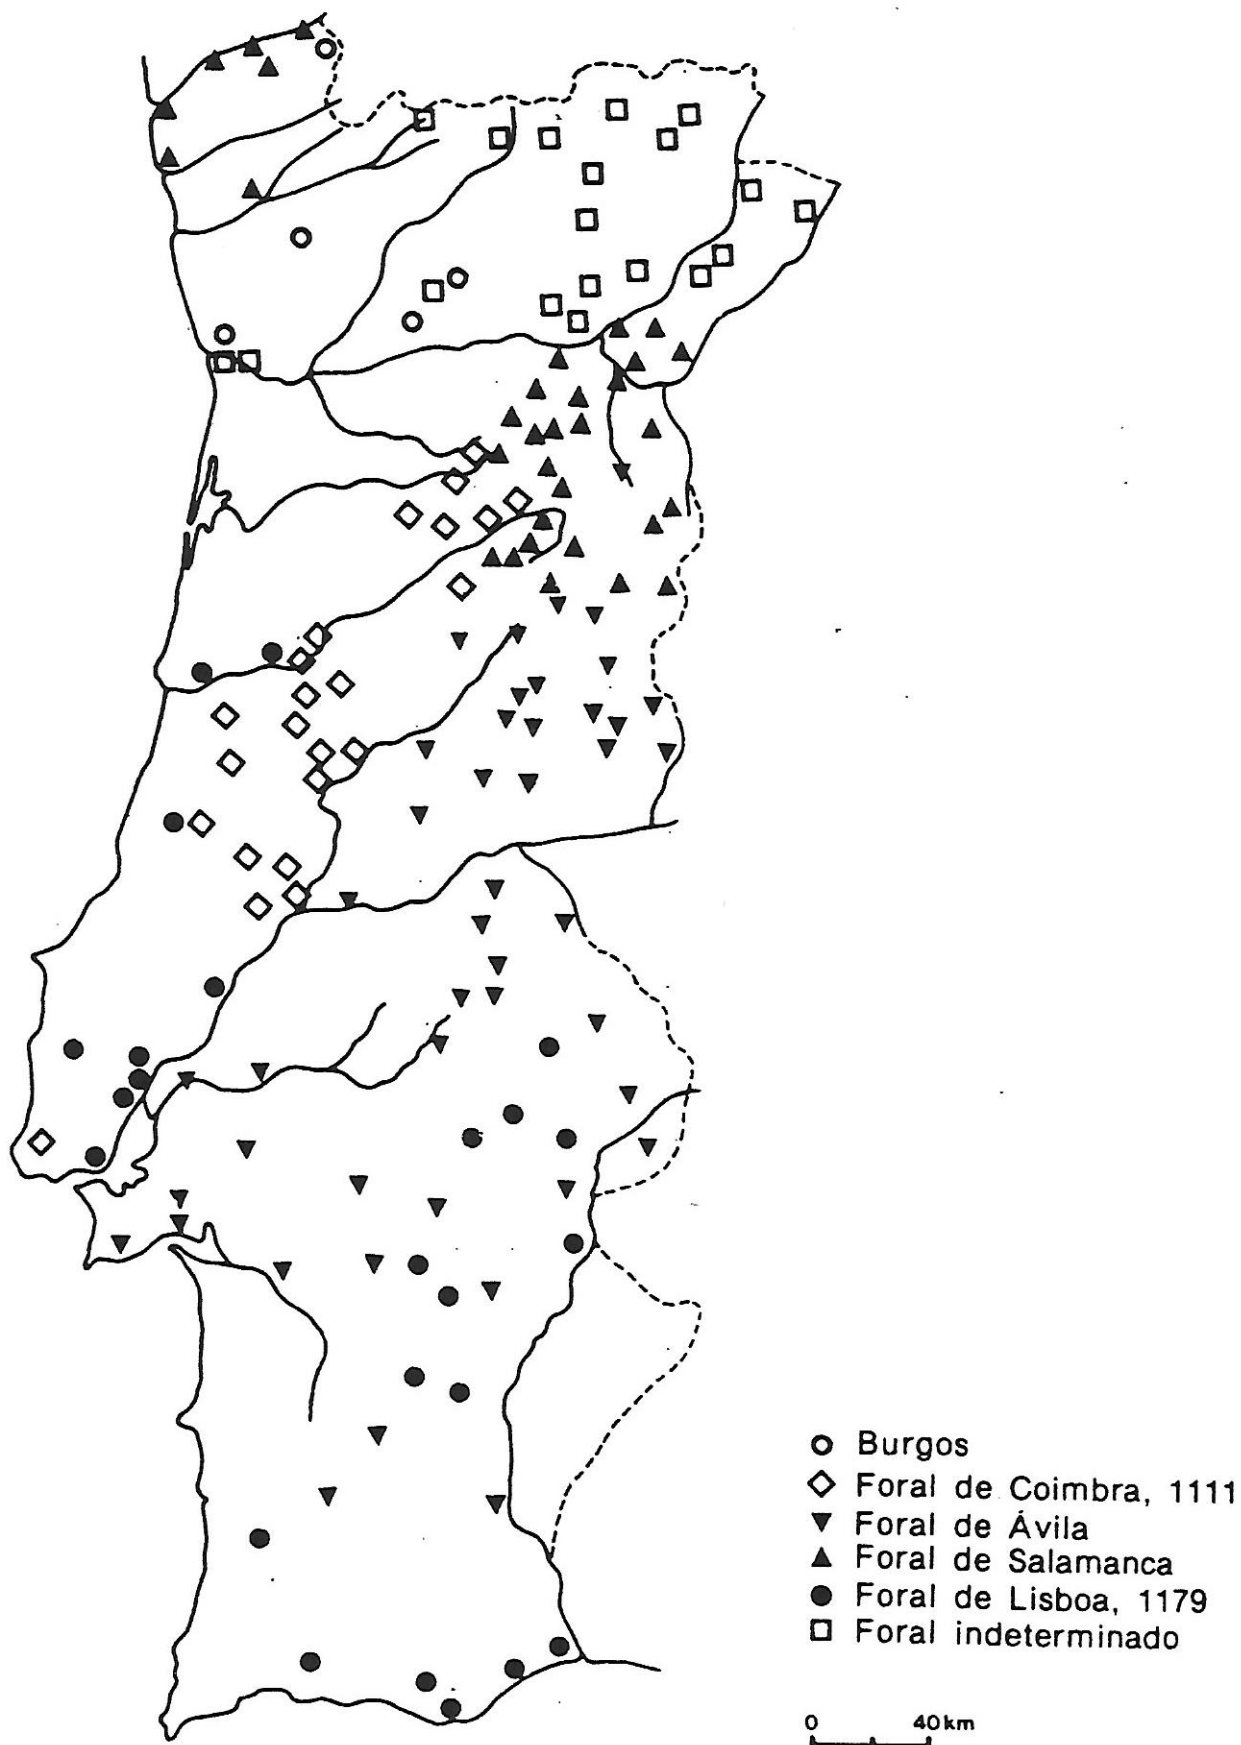 Burgos
Foral de Coimbra, 1111
Foral de Ávila
Foral de Salamanca
Foral de Lisboa, 1179
Foral indeterminado
0 40km